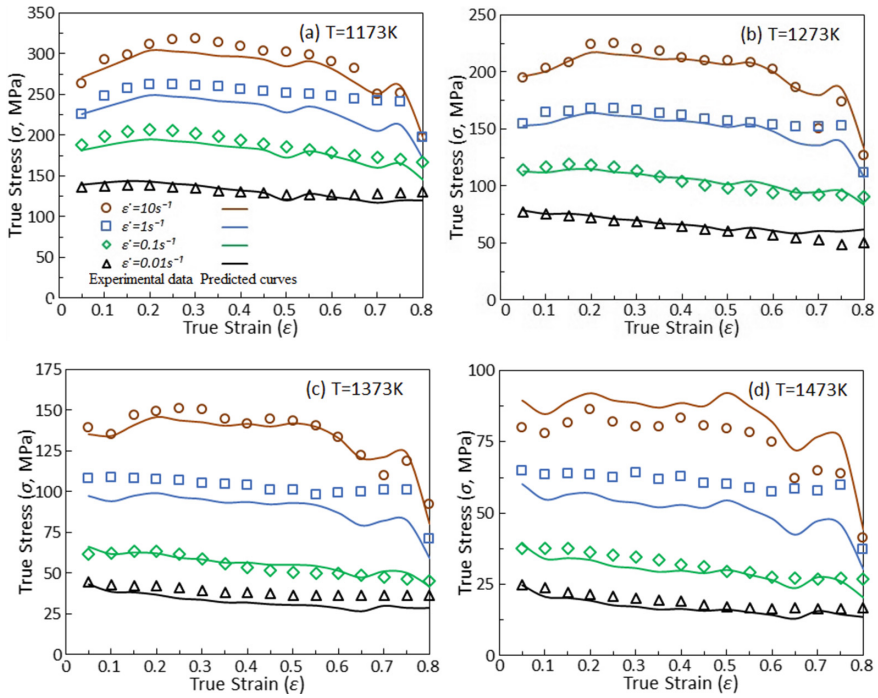 350
300
250
200
150
100
50
0
True Stress (σ, MPa)
(a) T=1173K
ε˙=10s⁻¹
ε˙=1s⁻¹
ε˙=0.1s⁻¹
ε˙=0.01s⁻¹
Experimental data Predicted curves
0 0.1 0.2 0.3 0.4 0.5 0.6 0.7 0.8
True Strain (ε)
250
200
150
100
50
0
True Stress (σ, MPa)
(b) T=1273K
0 0.1 0.2 0.3 0.4 0.5 0.6 0.7 0.8
True Strain (ε)
175
150
125
100
75
50
25
0
True Stress (σ, MPa)
(c) T=1373K
0 0.1 0.2 0.3 0.4 0.5 0.6 0.7 0.8
True Strain (ε)
100
75
50
25
0
True Stress (σ, MPa)
(d) T=1473K
0 0.1 0.2 0.3 0.4 0.5 0.6 0.7 0.8
True Strain (ε)